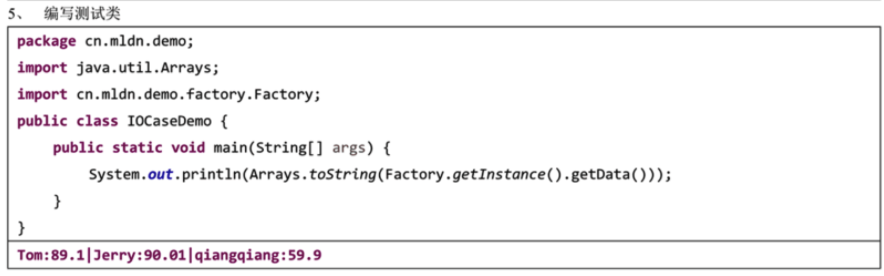 5、 编写测试类
package cn.mldn.demo;
import java.util.Arrays;
import cn.mldn.demo.factory.Factory;
public class IOCaseDemo {
public static void main(String[] args) {
System.out.println(Arrays.toString(Factory.getInstance().getData()));
}
}
Tom:89.1|Jerry:90.01|qiangqiang:59.9